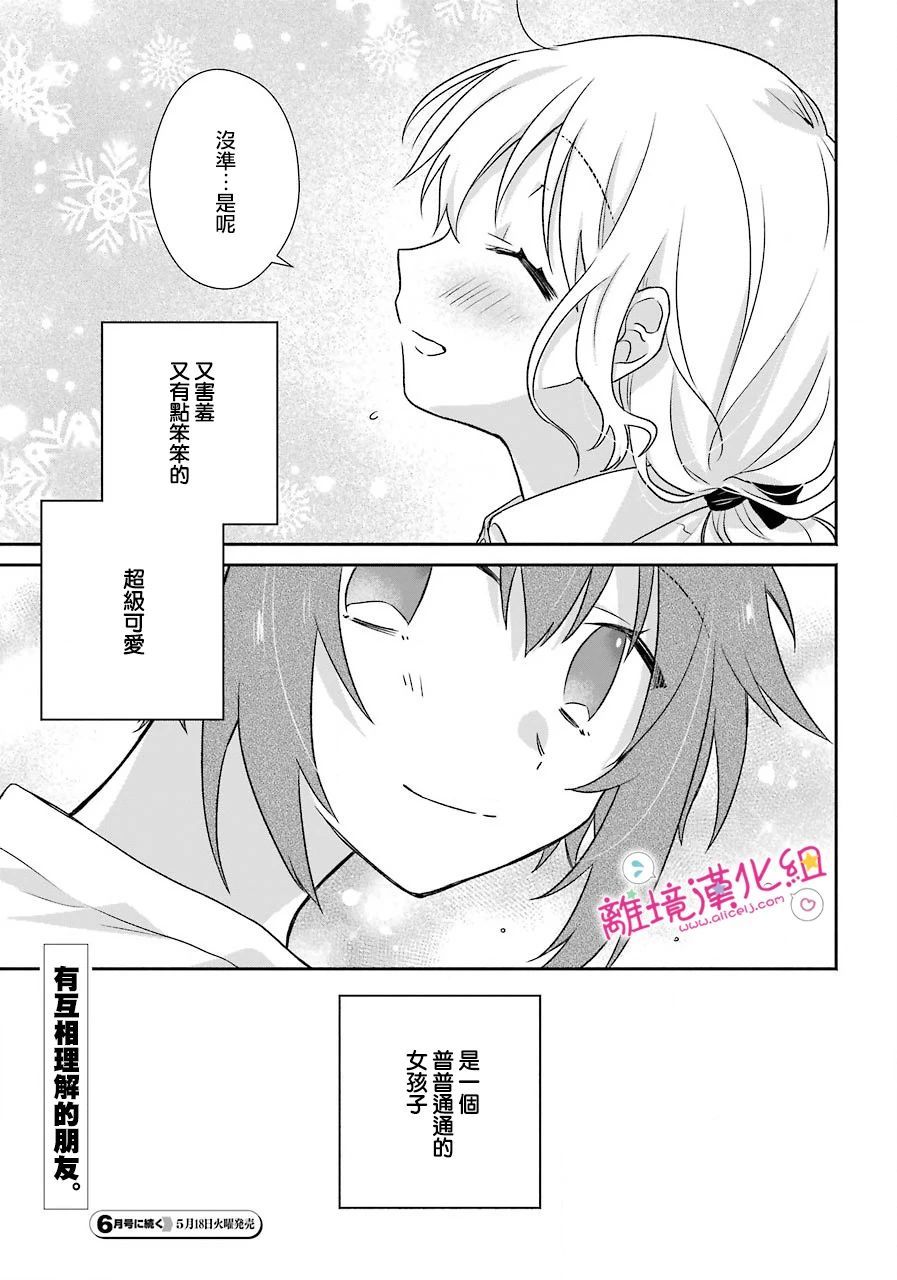 沒準…是呢
又害羞
又有點笨笨的
超級可愛
離境漢化組
www.alicelj.com
是一個
普普通通的
女孩子
有互相理解的朋友。
6月号に続く
5月18日火曜発売